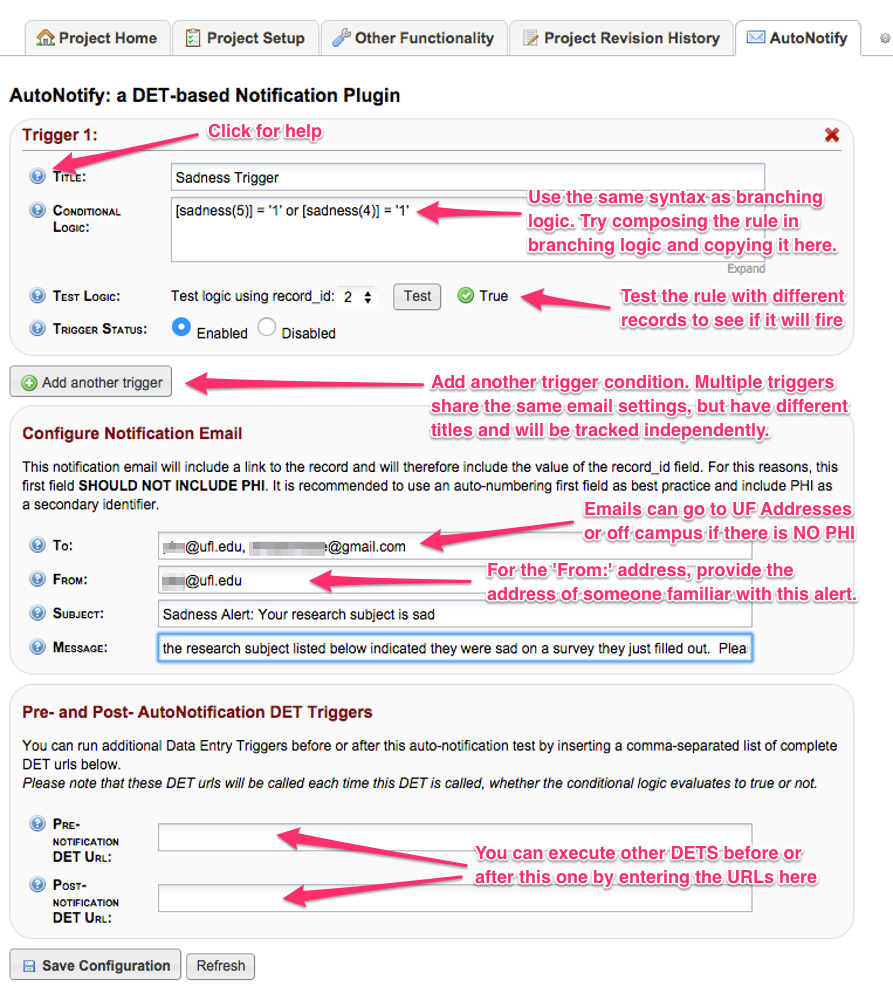 Project Home Project Setup Other Functionality Project Revision History AutoNotify
AutoNotify: a DET-based Notification Plugin
Trigger 1:
Click for help
Title:
Sadness Trigger
Conditional
Logic:
[sadness(5)] = '1' or [sadness(4)] = '1'
Use the same syntax as branching
logic. Try composing the rule in
branching logic and copying it here.
Expand
Test Logic:
Test logic using record_id: 2 Test True
Test the rule with different
records to see if it will fire
Trigger Status:
Enabled Disabled
Add another trigger
Add another trigger condition. Multiple triggers
share the same email settings, but have different
titles and will be tracked independently.
Configure Notification Email
This notification email will include a link to the record and will therefore include the value of the record_id field. For this reasons, this
first field SHOULD NOT INCLUDE PHI. It is recommended to use an auto-numbering first field as best practice and include PHI as
a secondary identifier.
Emails can go to UF Addresses
or off campus if there is NO PHI
To:
@ufl.edu, @gmail.com
From:
@ufl.edu
For the 'From:' address, provide the
address of someone familiar with this alert.
Subject:
Sadness Alert: Your research subject is sad
Message:
the research subject listed below indicated they were sad on a survey they just filled out. Plea
Pre- and Post- AutoNotification DET Triggers
You can run additional Data Entry Triggers before or after this auto-notification test by inserting a comma-separated list of complete
DET urls below.
Please note that these DET urls will be called each time this DET is called, whether the conditional logic evaluates to true or not.
Pre-
notification
DET Url:
You can execute other DETS before or
after this one by entering the URLs here
Post-
notification
DET Url:
Save Configuration Refresh